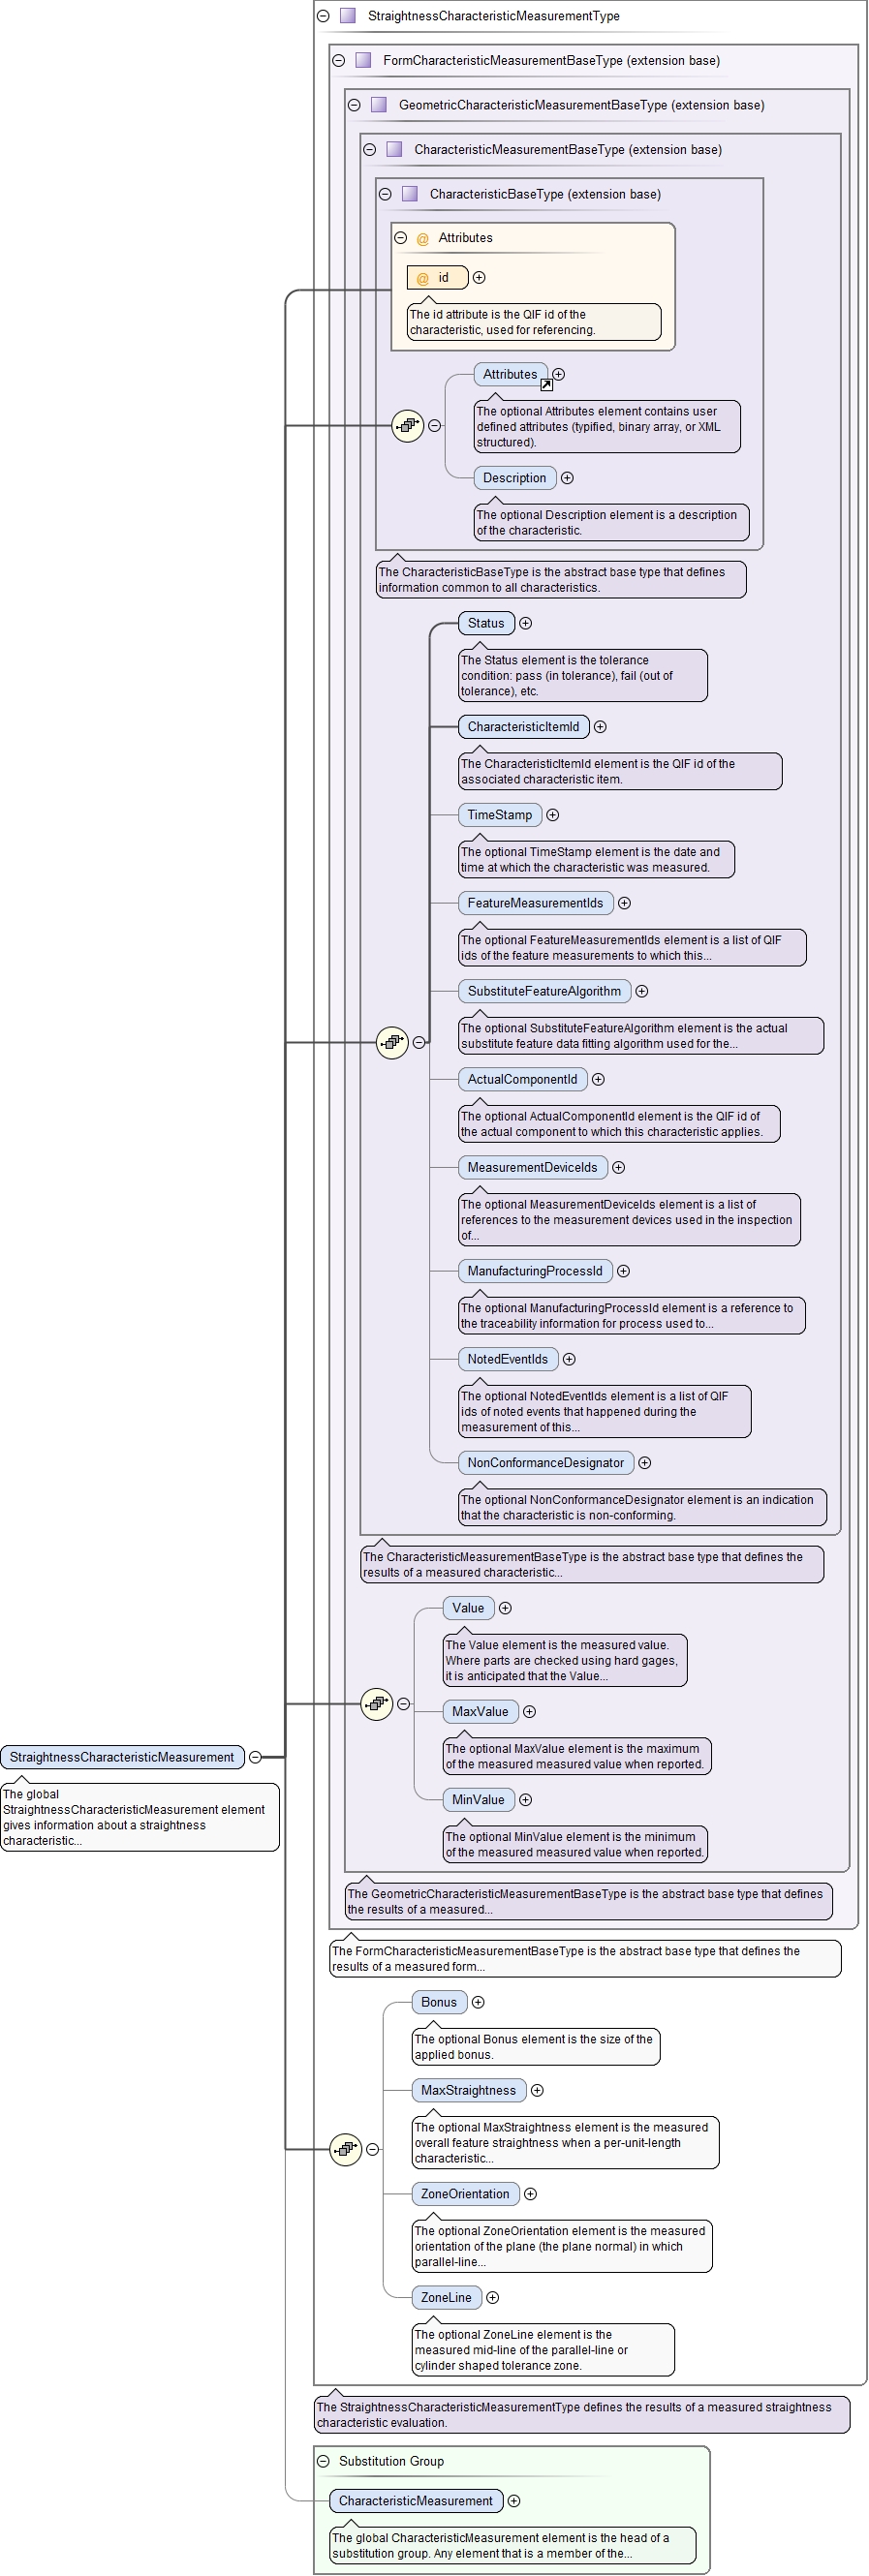 StraightnessCharacteristicMeasurementType
FormCharacteristicMeasurementBaseType (extension base)
GeometricCharacteristicMeasurementBaseType (extension base)
CharacteristicMeasurementBaseType (extension base)
CharacteristicBaseType (extension base)
@ Attributes
@ id
The id attribute is the QIF id of the
characteristic, used for referencing.
Attributes
The optional Attributes element contains user
defined attributes (typified, binary array, or XML
structured).
Description
The optional Description element is a description
of the characteristic.
The CharacteristicBaseType is the abstract base type that defines
information common to all characteristics.
Status
The Status element is the tolerance
condition: pass (in tolerance), fail (out of
tolerance), etc.
CharacteristicItemId
The CharacteristicItemId element is the QIF id of the
associated characteristic item.
TimeStamp
The optional TimeStamp element is the date and
time at which the characteristic was measured.
FeatureMeasurementIds
The optional FeatureMeasurementIds element is a list of QIF
ids of the feature measurements to which this...
SubstituteFeatureAlgorithm
The optional SubstituteFeatureAlgorithm element is the actual
substitute feature data fitting algorithm used for the...
ActualComponentId
The optional ActualComponentId element is the QIF id of
the actual component to which this characteristic applies.
MeasurementDeviceIds
The optional MeasurementDeviceIds element is a list of
references to the measurement devices used in the inspection
of...
ManufacturingProcessId
The optional ManufacturingProcessId element is a reference to
the traceability information for process used to...
NotedEventIds
The optional NotedEventIds element is a list of QIF
ids of noted events that happened during the
measurement of this...
NonConformanceDesignator
The optional NonConformanceDesignator element is an indication
that the characteristic is non-conforming.
The CharacteristicMeasurementBaseType is the abstract base type that defines the
results of a measured characteristic...
Value
The Value element is the measured value.
Where parts are checked using hard gages,
it is anticipated that the Value...
MaxValue
The optional MaxValue element is the maximum
of the measured measured value when reported.
MinValue
The optional MinValue element is the minimum
of the measured measured value when reported.
StraightnessCharacteristicMeasurement
The global
StraightnessCharacteristicMeasurement element
gives information about a straightness
characteristic...
The GeometricCharacteristicMeasurementBaseType is the abstract base type that defines
the results of a measured...
The FormCharacteristicMeasurementBaseType is the abstract base type that defines the
results of a measured form...
Bonus
The optional Bonus element is the size of the
applied bonus.
MaxStraightness
The optional MaxStraightness element is the measured
overall feature straightness when a per-unit-length
characteristic...
ZoneOrientation
The optional ZoneOrientation element is the measured
orientation of the plane (the plane normal) in which
parallel-line...
ZoneLine
The optional ZoneLine element is the
measured mid-line of the parallel-line or
cylinder shaped tolerance zone.
The StraightnessCharacteristicMeasurementType defines the results of a measured straightness
characteristic evaluation.
Substitution Group
CharacteristicMeasurement
The global CharacteristicMeasurement element is the head of a
substitution group. Any element that is a member of the...